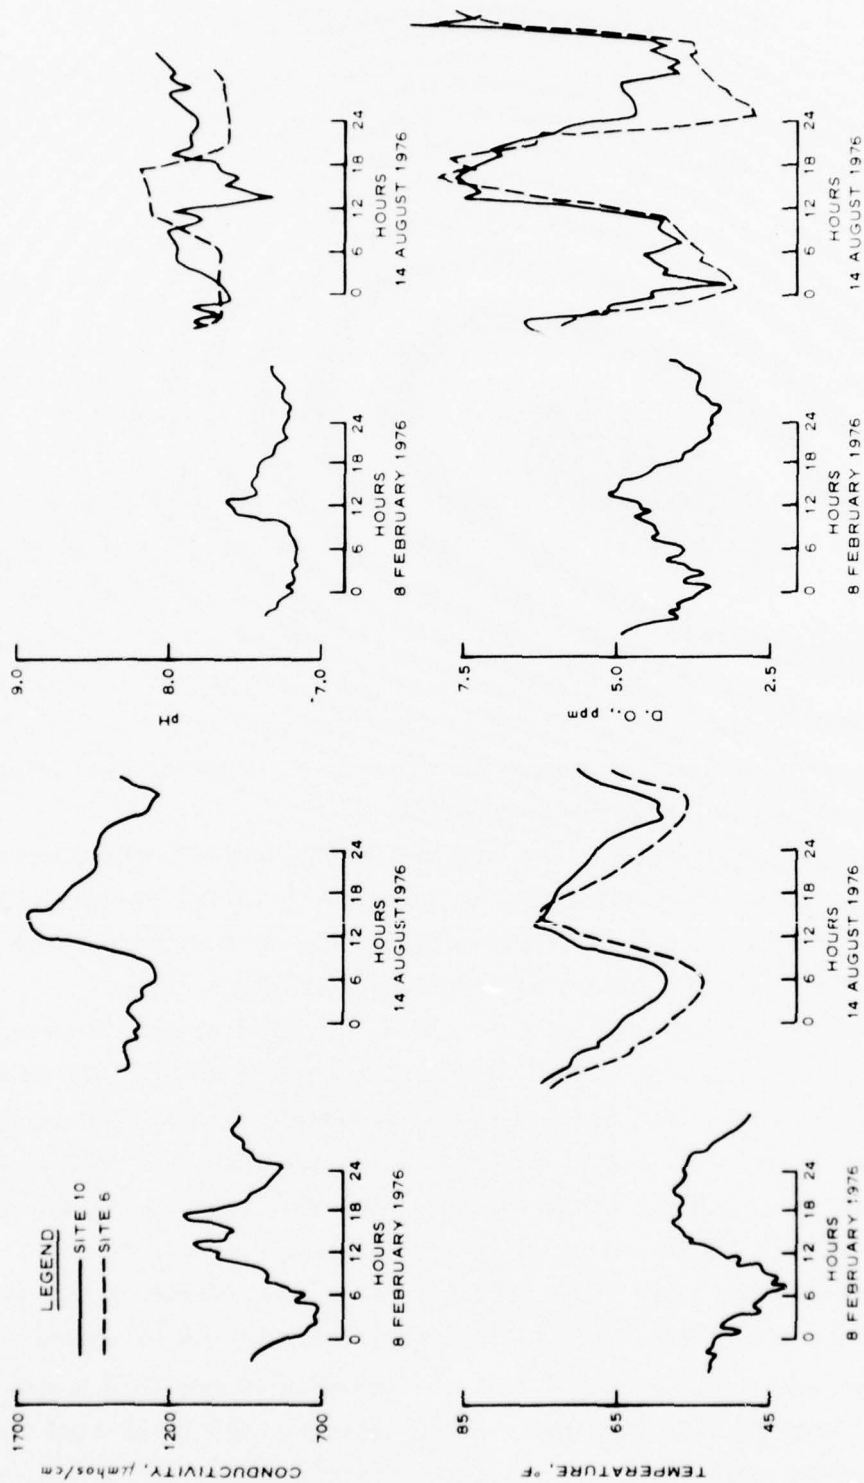 LEGEND
SITE 10
SITE 6
CONDUCTIVITY, µmhos/cm
1700
1200
700
0 6 12 18 24
HOURS
8 FEBRUARY 1976
0 6 12 18 24
HOURS
14 AUGUST 1976
pH
9.0
8.0
7.0
0 6 12 18 24
HOURS
8 FEBRUARY 1976
0 6 12 18 24
HOURS
14 AUGUST 1976
TEMPERATURE, °F
85
65
45
0 6 12 18 24
HOURS
8 FEBRUARY 1976
0 6 12 18 24
HOURS
14 AUGUST 1976
D.O., ppm
7.5
5.0
2.5
0 6 12 18 24
HOURS
8 FEBRUARY 1976
0 6 12 18 24
HOURS
14 AUGUST 1976